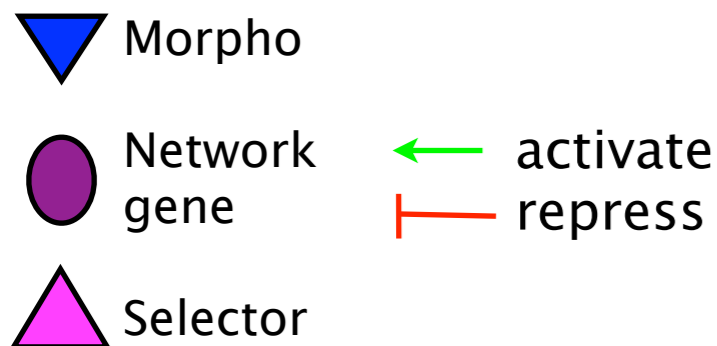 Morpho
Network
gene
activate
repress
Selector